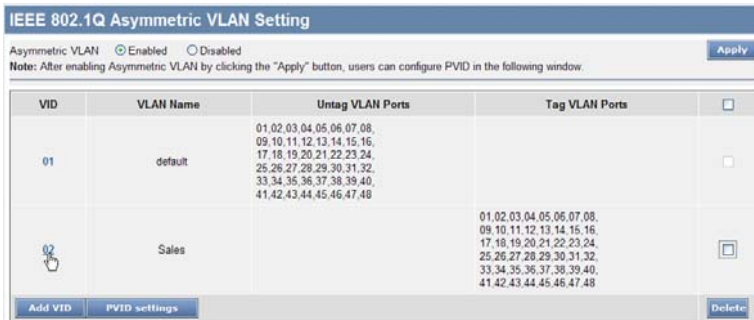 IEEE 802.1Q Asymmetric VLAN Setting
Asymmetric VLAN Enabled Disabled Apply
Note: After enabling Asymmetric VLAN by clicking the "Apply" button, users can configure PVID in the following window.
VID VLAN Name Untag VLAN Ports Tag VLAN Ports
01,02,03,04,05,06,07,08,
09,10,11,12,13,14,15,16,
01 default 17,18,19,20,21,22,23,24,
25,26,27,28,29,30,31,32,
33,34,35,36,37,38,39,40,
41,42,43,44,45,46,47,48
01,02,03,04,05,06,07,08,
09,10,11,12,13,14,15,16,
02 Sales 17,18,19,20,21,22,23,24,
25,26,27,28,29,30,31,32,
33,34,35,36,37,38,39,40,
41,42,43,44,45,46,47,48
Add VID PVID settings Delete